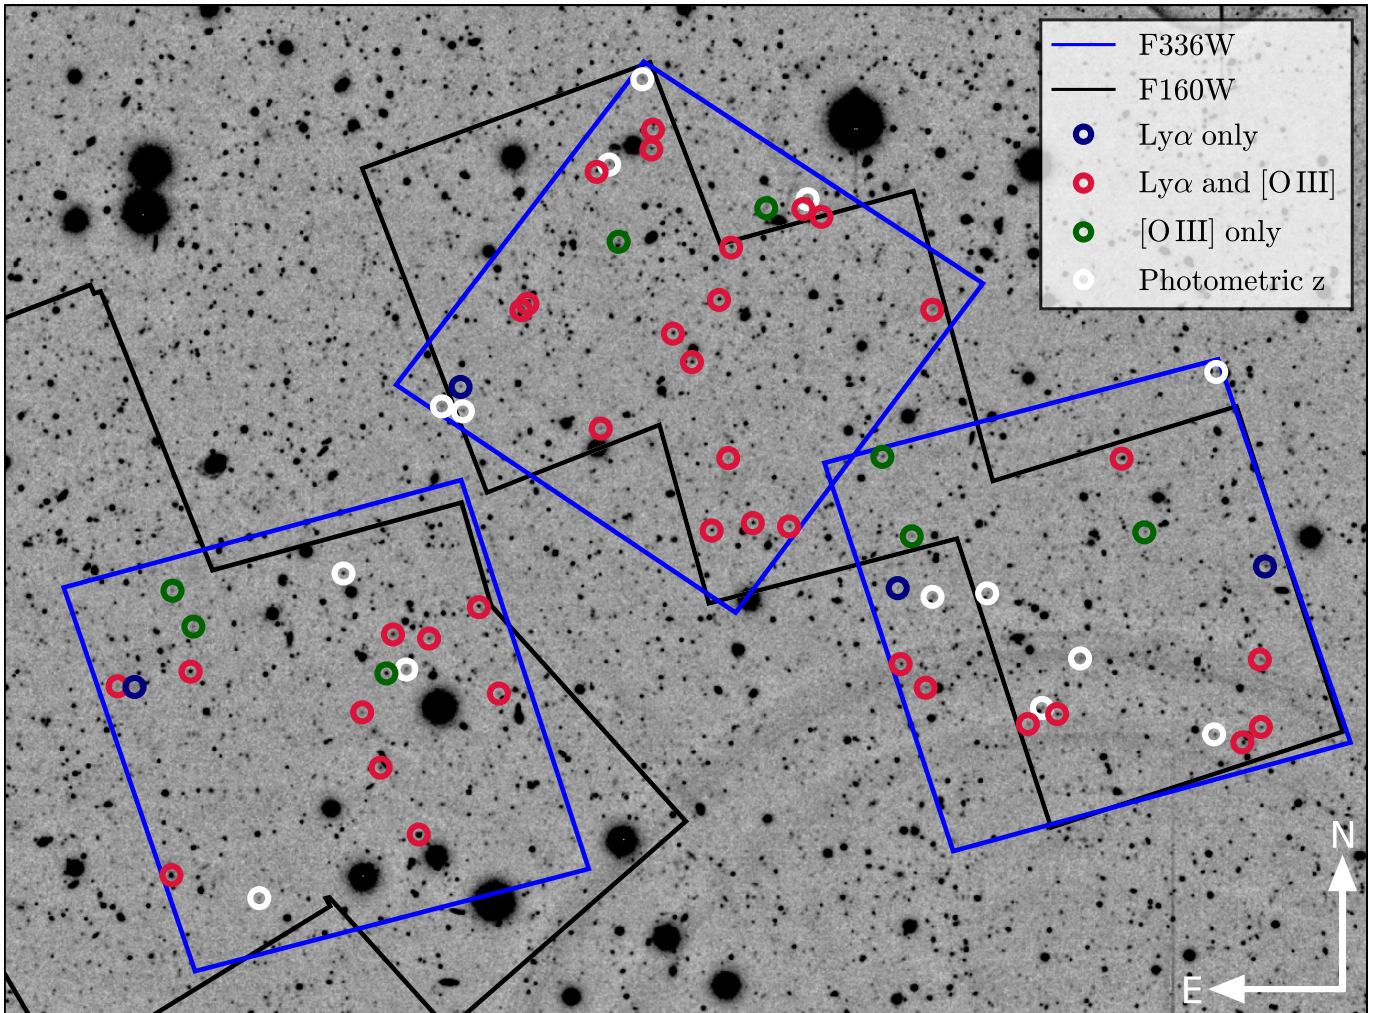 F336W
F160W
Lyα only
Lyα and [O III]
[O III] only
Photometric z
N
E